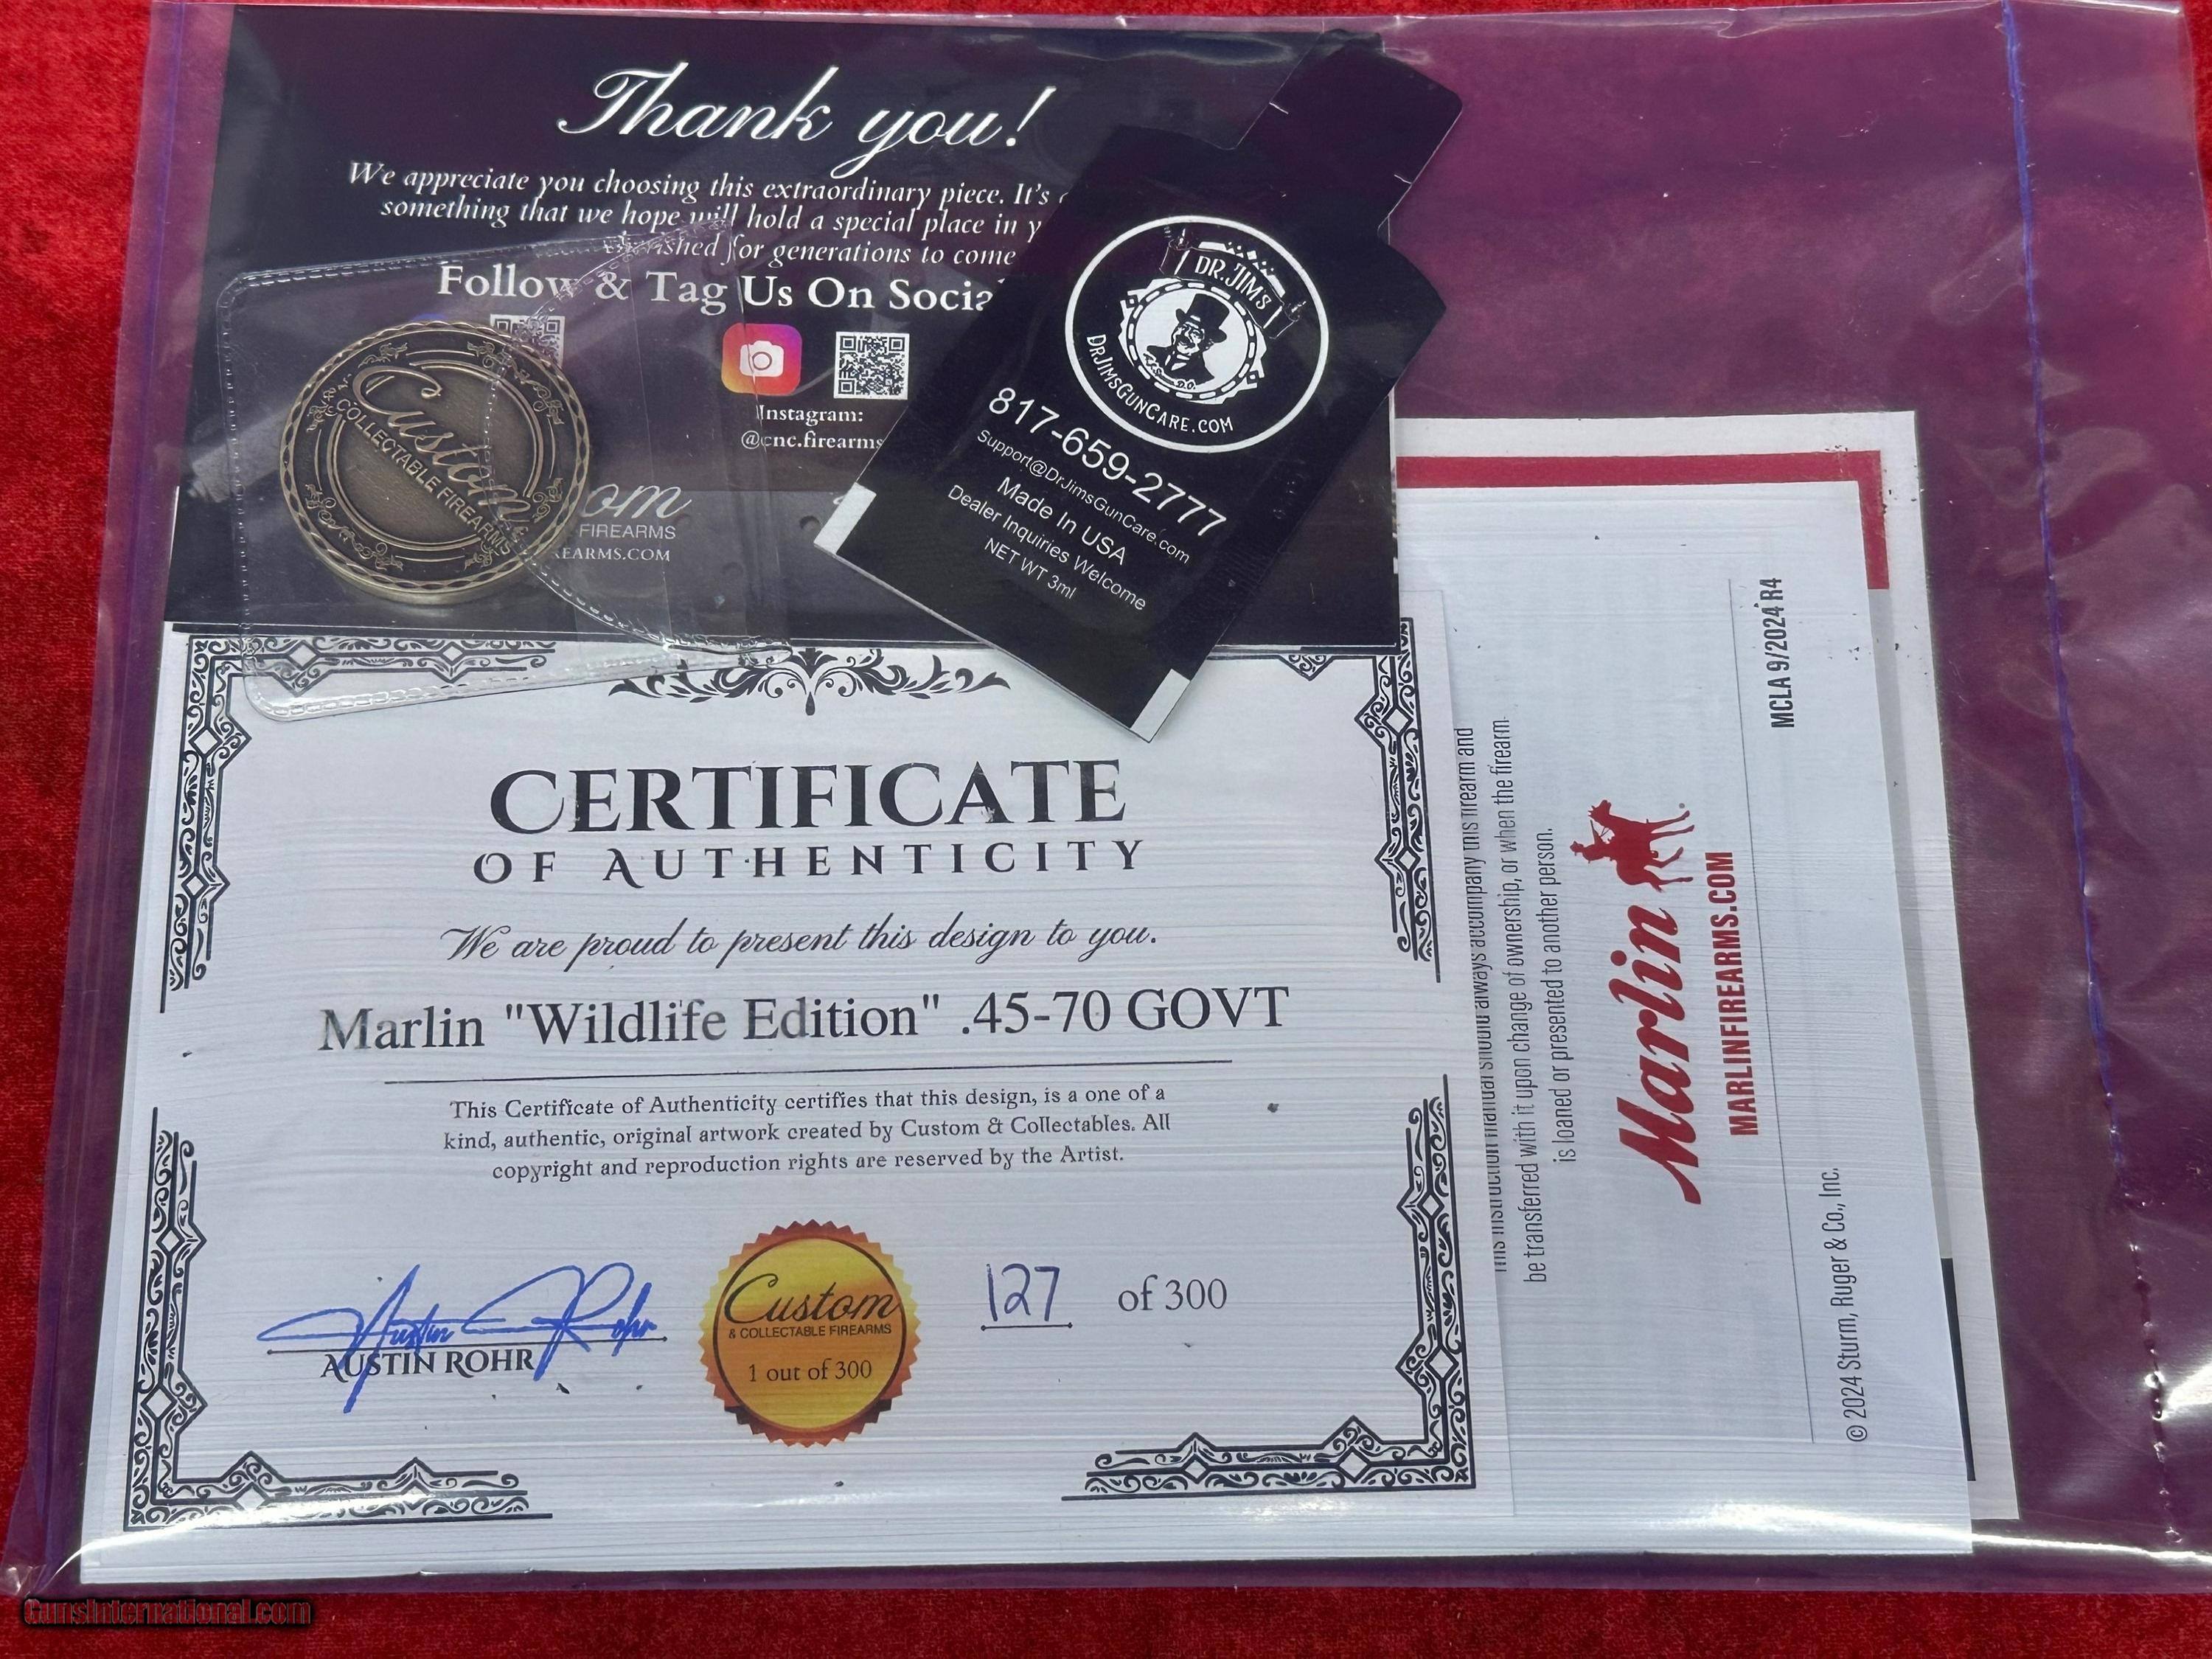 Thank you!
We appreciate you choosing this extraordinary piece. It's
something that we hope will hold a special place in
for generations to come
Follow & Tag Us On
Instagram:
@cnc.firearms
FIREARMS
Custom
COLLECTABLE FIREARMS
DR. JIM'S
DRJIMSGUNCARE.COM
817-659-2777
Support@DrJimsGunCare.com
Made In USA
Dealer Inquiries Welcome
NET WT 3ml
CERTIFICATE
OF AUTHENTICITY
We are proud to present this design to you.
Marlin "Wildlife Edition" .45-70 GOVT
This Certificate of Authenticity certifies that this design, is a one of a
kind, authentic, original artwork created by Custom & Collectables. All
copyright and reproduction rights are reserved by the Artist.
Austin Rohr
AUSTIN ROHR
Custom
& COLLECTABLE FIREARMS
1 out of 300
127 of 300
This instruction manual should always accompany this firearm and
be transferred with it upon change of ownership, or when the firearm
is loaned or presented to another person.
Marlin®
MARLINFIREARMS.COM
MCLA 9/2024 R4
© 2024 Sturm, Ruger & Co., Inc.
GunsInternational.com